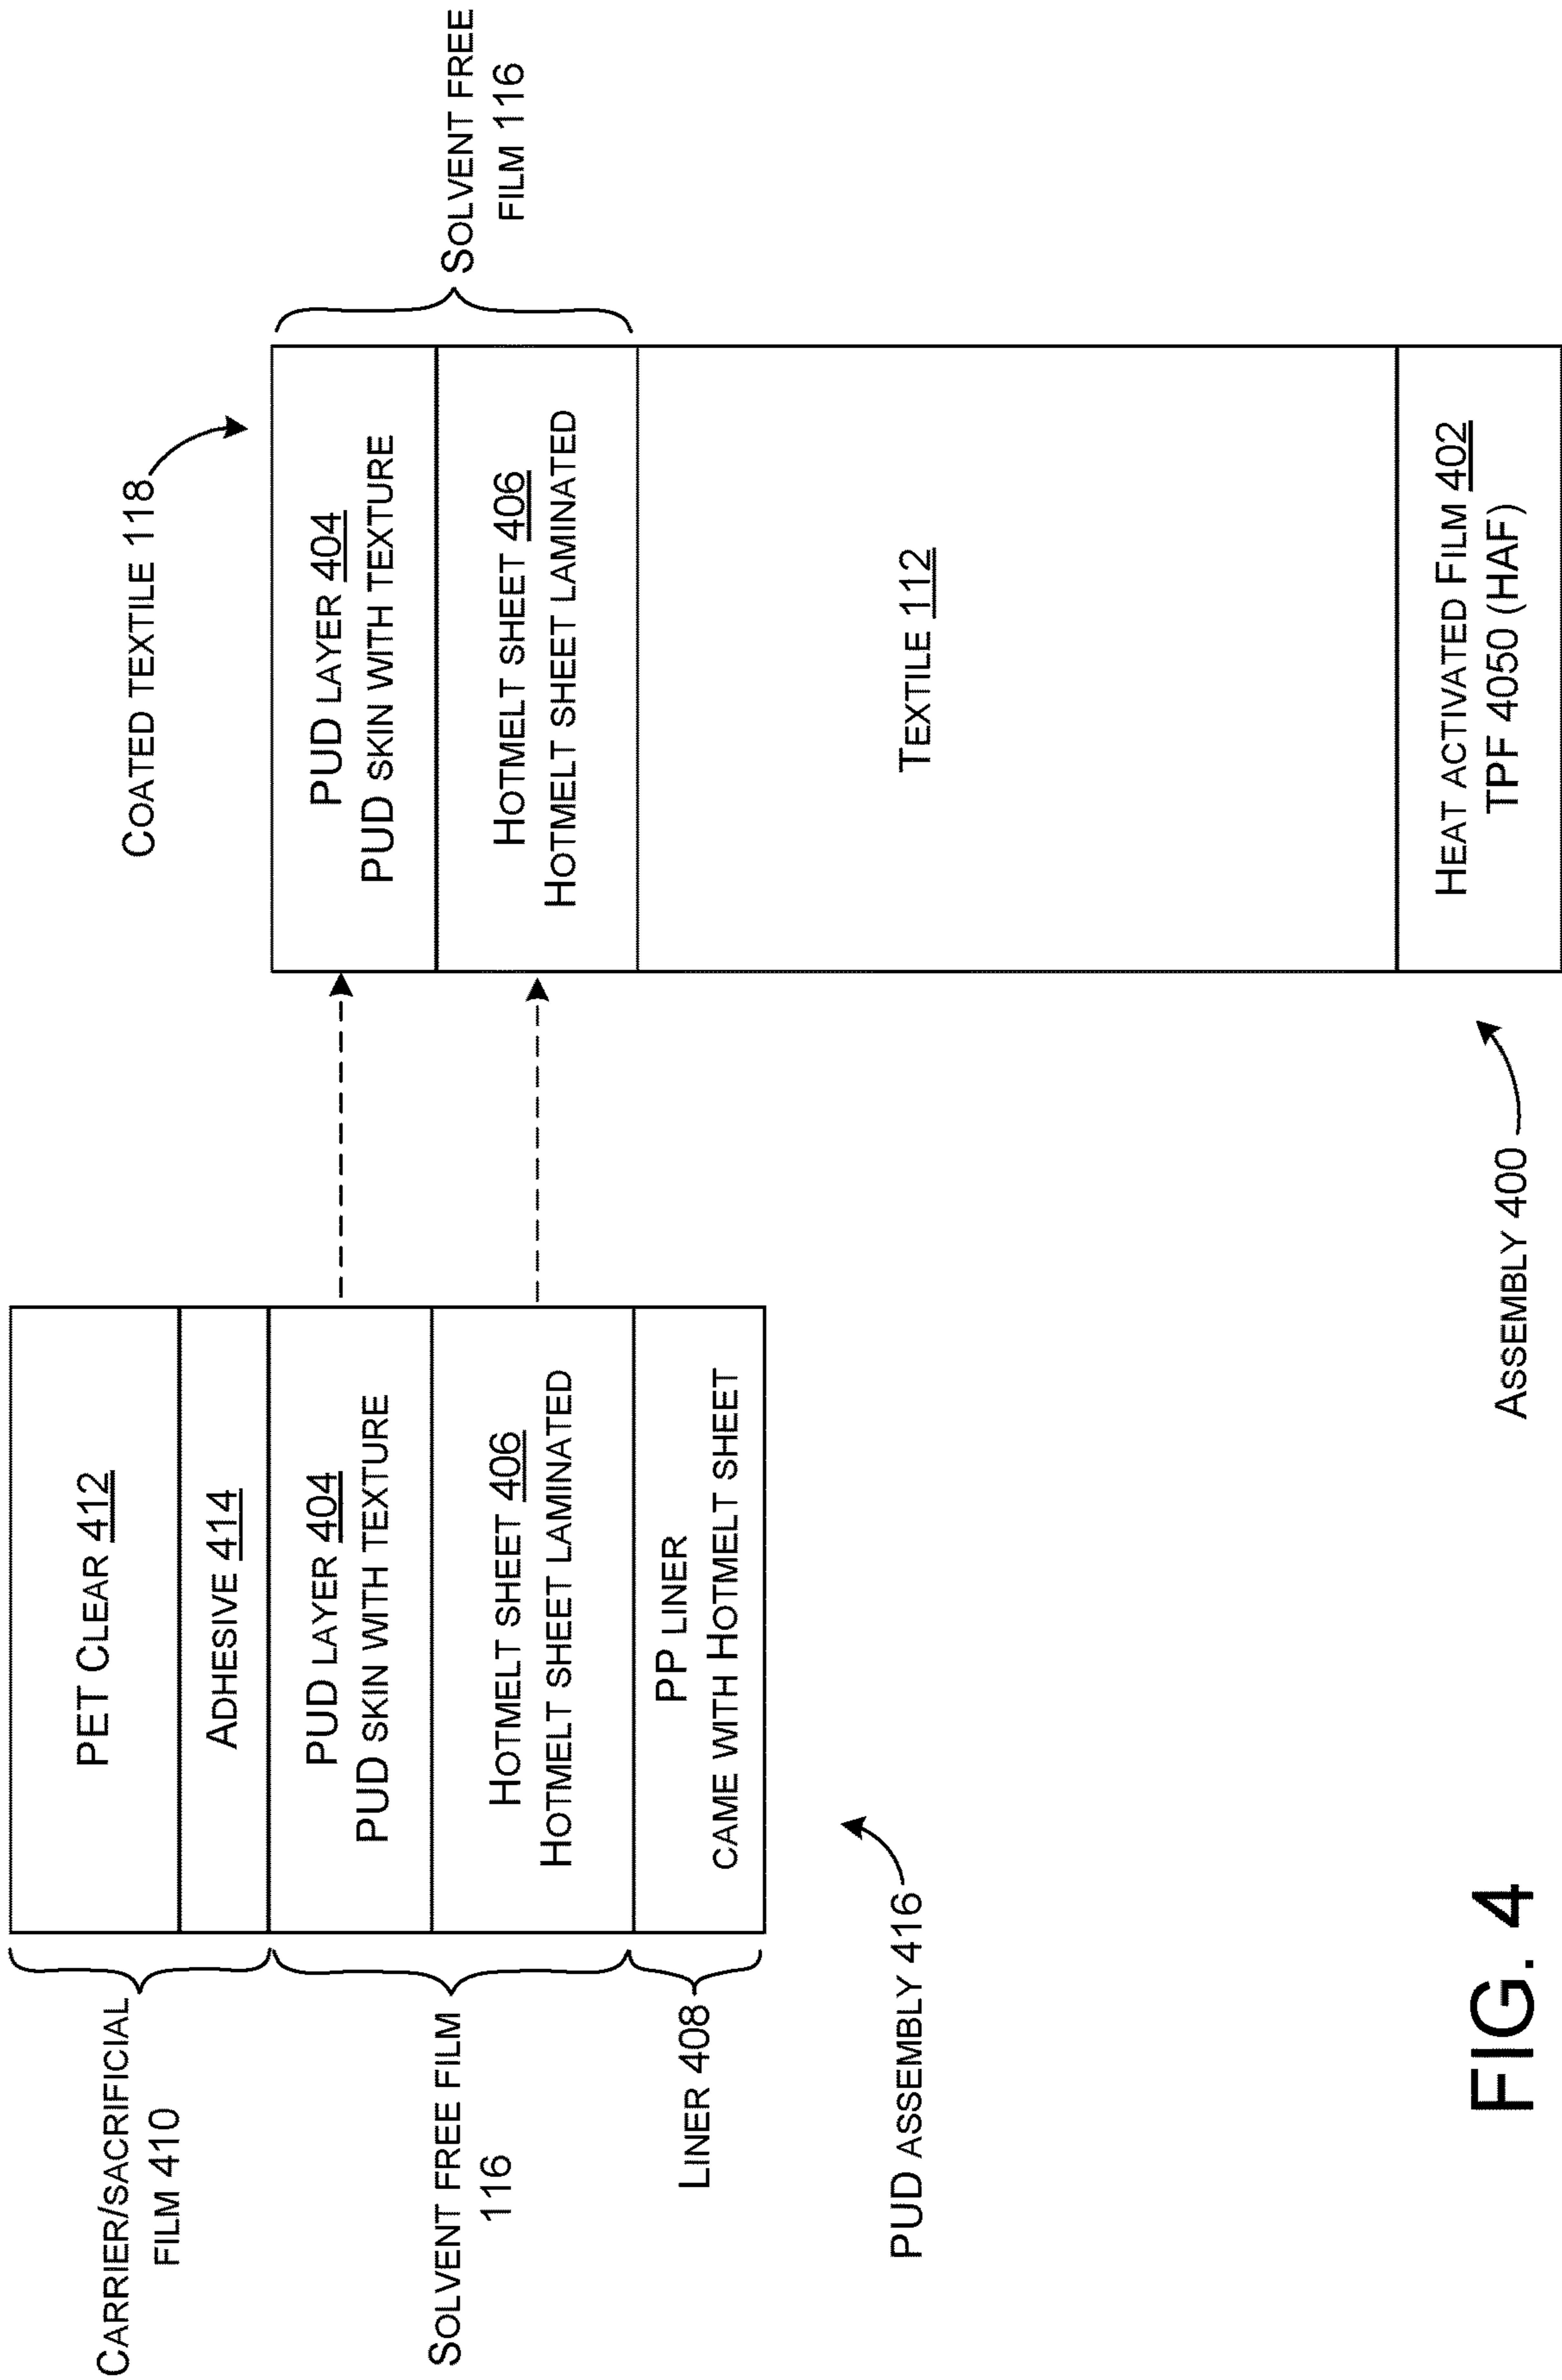 CARRIER/SACRIFICIAL
FILM 410
SOLVENT FREE FILM
116
LINER 408
PET CLEAR 412
ADHESIVE 414
PUD LAYER 404
PUD SKIN WITH TEXTURE
HOTMELT SHEET 406
HOTMELT SHEET LAMINATED
PP LINER
CAME WITH HOTMELT SHEET
PUD ASSEMBLY 416
COATED TEXTILE 118
PUD LAYER 404
PUD SKIN WITH TEXTURE
HOTMELT SHEET 406
HOTMELT SHEET LAMINATED
TEXTILE 112
HEAT ACTIVATED FILM 402
TPF 4050 (HAF)
SOLVENT FREE
FILM 116
ASSEMBLY 400
FIG. 4